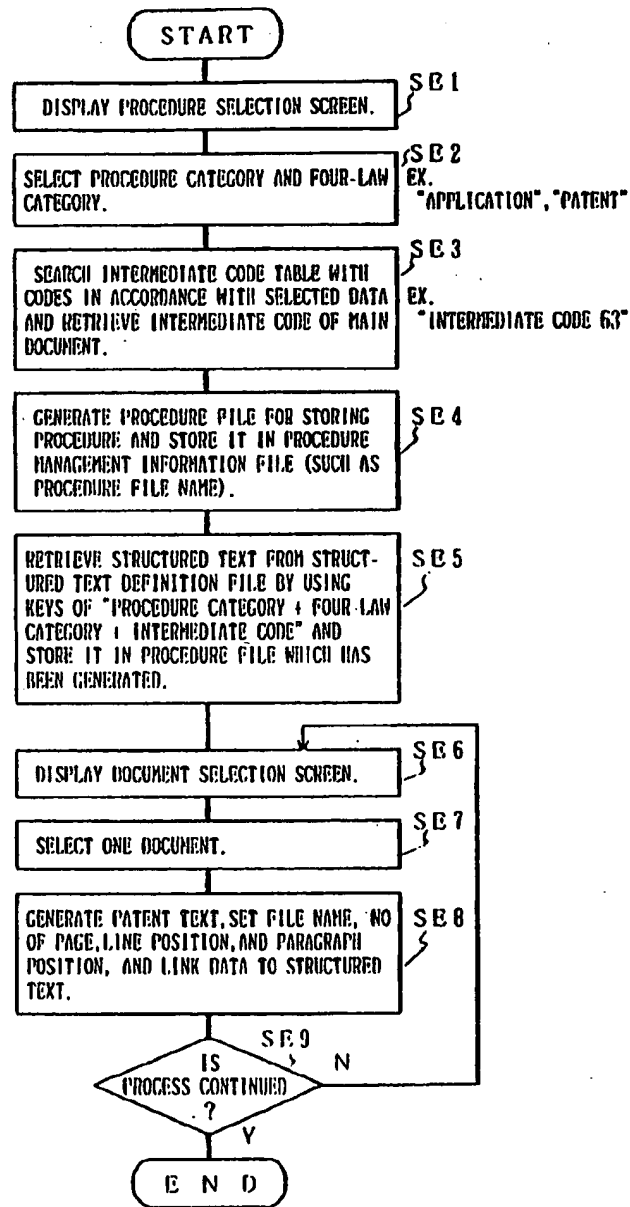 START
SE1
DISPLAY PROCEDURE SELECTION SCREEN.
SE2
SELECT PROCEDURE CATEGORY AND FOUR-LAW
CATEGORY.
EX.
"APPLICATION","PATENT"
SE3
SEARCH INTERMEDIATE CODE TABLE WITH
CODES IN ACCORDANCE WITH SELECTED DATA
AND RETRIEVE INTERMEDIATE CODE OF MAIN
DOCUMENT.
EX.
"INTERMEDIATE CODE 63"
SE4
GENERATE PROCEDURE FILE FOR STORING
PROCEDURE AND STORE IT IN PROCEDURE
MANAGEMENT INFORMATION FILE (SUCH AS
PROCEDURE FILE NAME).
SE5
RETRIEVE STRUCTURED TEXT FROM STRUCT-
URED TEXT DEFINITION FILE BY USING
KEYS OF "PROCEDURE CATEGORY + FOUR-LAW
CATEGORY + INTERMEDIATE CODE" AND
STORE IT IN PROCEDURE FILE WHICH HAS
BEEN GENERATED.
SE6
DISPLAY DOCUMENT SELECTION SCREEN.
SE7
SELECT ONE DOCUMENT.
SE8
GENERATE PATENT TEXT, SET FILE NAME, NO
OF PAGE, LINE POSITION, AND PARAGRAPH
POSITION, AND LINK DATA TO STRUCTURED
TEXT.
SE9
IS
PROCESS CONTINUED
?
N
Y
END